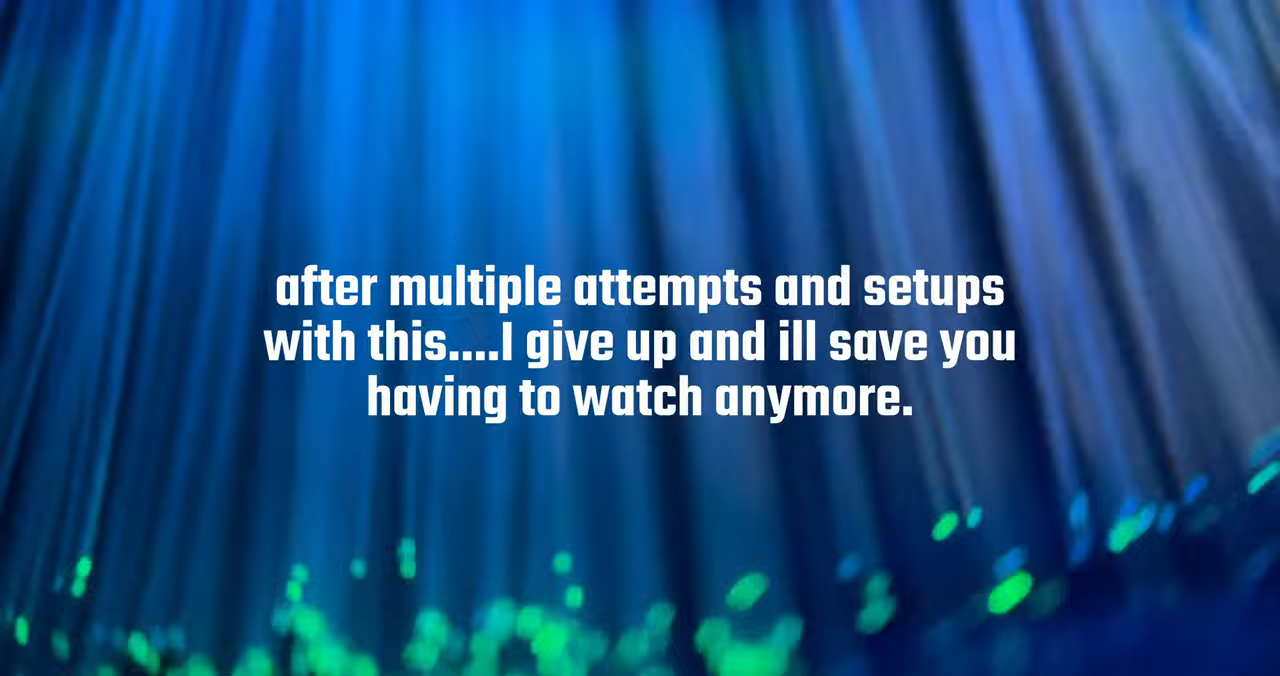 after multiple attempts and setups
with this....I give up and ill save you
having to watch anymore.